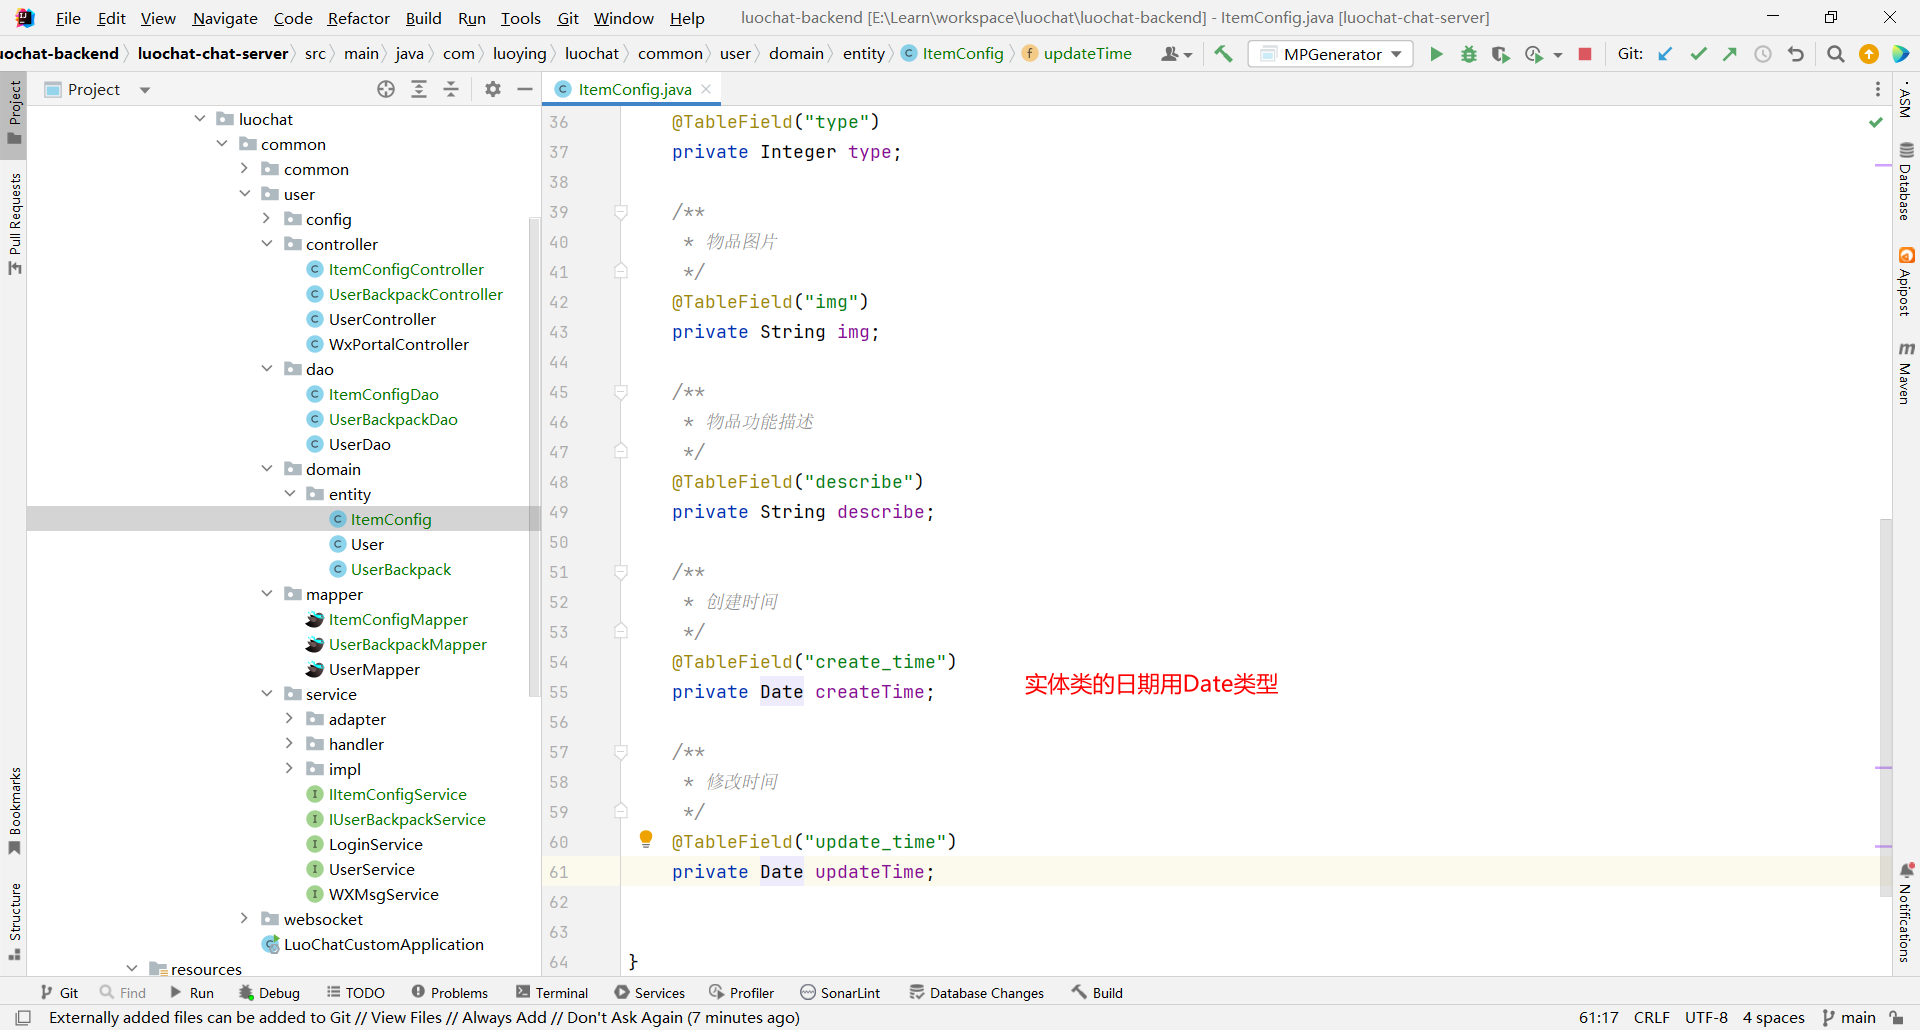 File Edit View Navigate Code Refactor Build Run Tools Git Window Help luochat-backend [E:\Learn\workspace\luochat\luochat-backend] - ItemConfig.java [luochat-chat-server]
uochat-backend luochat-chat-server src main java com luoying luochat common user domain entity ItemConfig updateTime MPGenerator Git:
Project ItemConfig.java
luochat
common
common
user
config
controller
ItemConfigController
UserBackpackController
UserController
WxPortalController
dao
ItemConfigDao
UserBackpackDao
UserDao
domain
entity
ItemConfig
User
UserBackpack
mapper
ItemConfigMapper
UserBackpackMapper
UserMapper
service
adapter
handler
impl
IItemConfigService
IUserBackpackService
LoginService
UserService
WXMsgService
websocket
LuoChatCustomApplication
resources
36 @TableField("type")
37 private Integer type;
38
39 /**
40 * 物品图片
41 */
42 @TableField("img")
43 private String img;
44
45 /**
46 * 物品功能描述
47 */
48 @TableField("describe")
49 private String describe;
50
51 /**
52 * 创建时间
53 */
54 @TableField("create_time")
55 private Date createTime;
实体类的日期用Date类型
56
57 /**
58 * 修改时间
59 */
60 @TableField("update_time")
61 private Date updateTime;
62
63
64 }
Project
Pull Requests
Bookmarks
Structure
ASM
Database
Apipost
Maven
Notifications
Git Find Run Debug TODO Problems Terminal Services Profiler SonarLint Database Changes Build
Externally added files can be added to Git // View Files // Always Add // Don't Ask Again (7 minutes ago) 61:17 CRLF UTF-8 4 spaces main